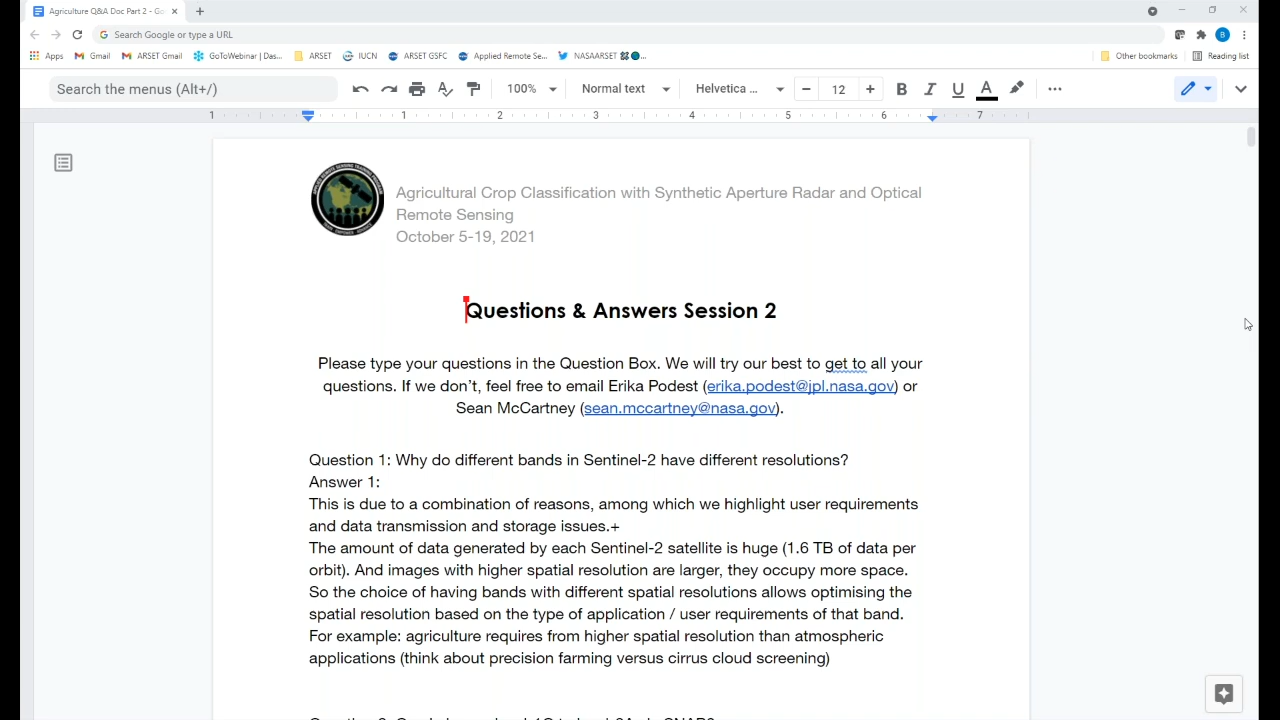 Agriculture Q&A Doc Part 2 - Go
Search Google or type a URL
B
Apps
Gmail
ARSET Gmail
GoToWebinar | Das...
ARSET
IUCN
ARSET GSFC
Applied Remote Se...
NASAARSET
Other bookmarks
Reading list
Search the menus (Alt+/)
100%
Normal text
Helvetica ...
12
B I U A
1 1 2 3 4 5 6 7
Agricultural Crop Classification with Synthetic Aperture Radar and Optical
Remote Sensing
October 5-19, 2021
Questions & Answers Session 2
Please type your questions in the Question Box. We will try our best to get to all your
questions. If we don’t, feel free to email Erika Podest (erika.podest@jpl.nasa.gov) or
Sean McCartney (sean.mccartney@nasa.gov).
Question 1: Why do different bands in Sentinel-2 have different resolutions?
Answer 1:
This is due to a combination of reasons, among which we highlight user requirements
and data transmission and storage issues.+
The amount of data generated by each Sentinel-2 satellite is huge (1.6 TB of data per
orbit). And images with higher spatial resolution are larger, they occupy more space.
So the choice of having bands with different spatial resolutions allows optimising the
spatial resolution based on the type of application / user requirements of that band.
For example: agriculture requires from higher spatial resolution than atmospheric
applications (think about precision farming versus cirrus cloud screening)